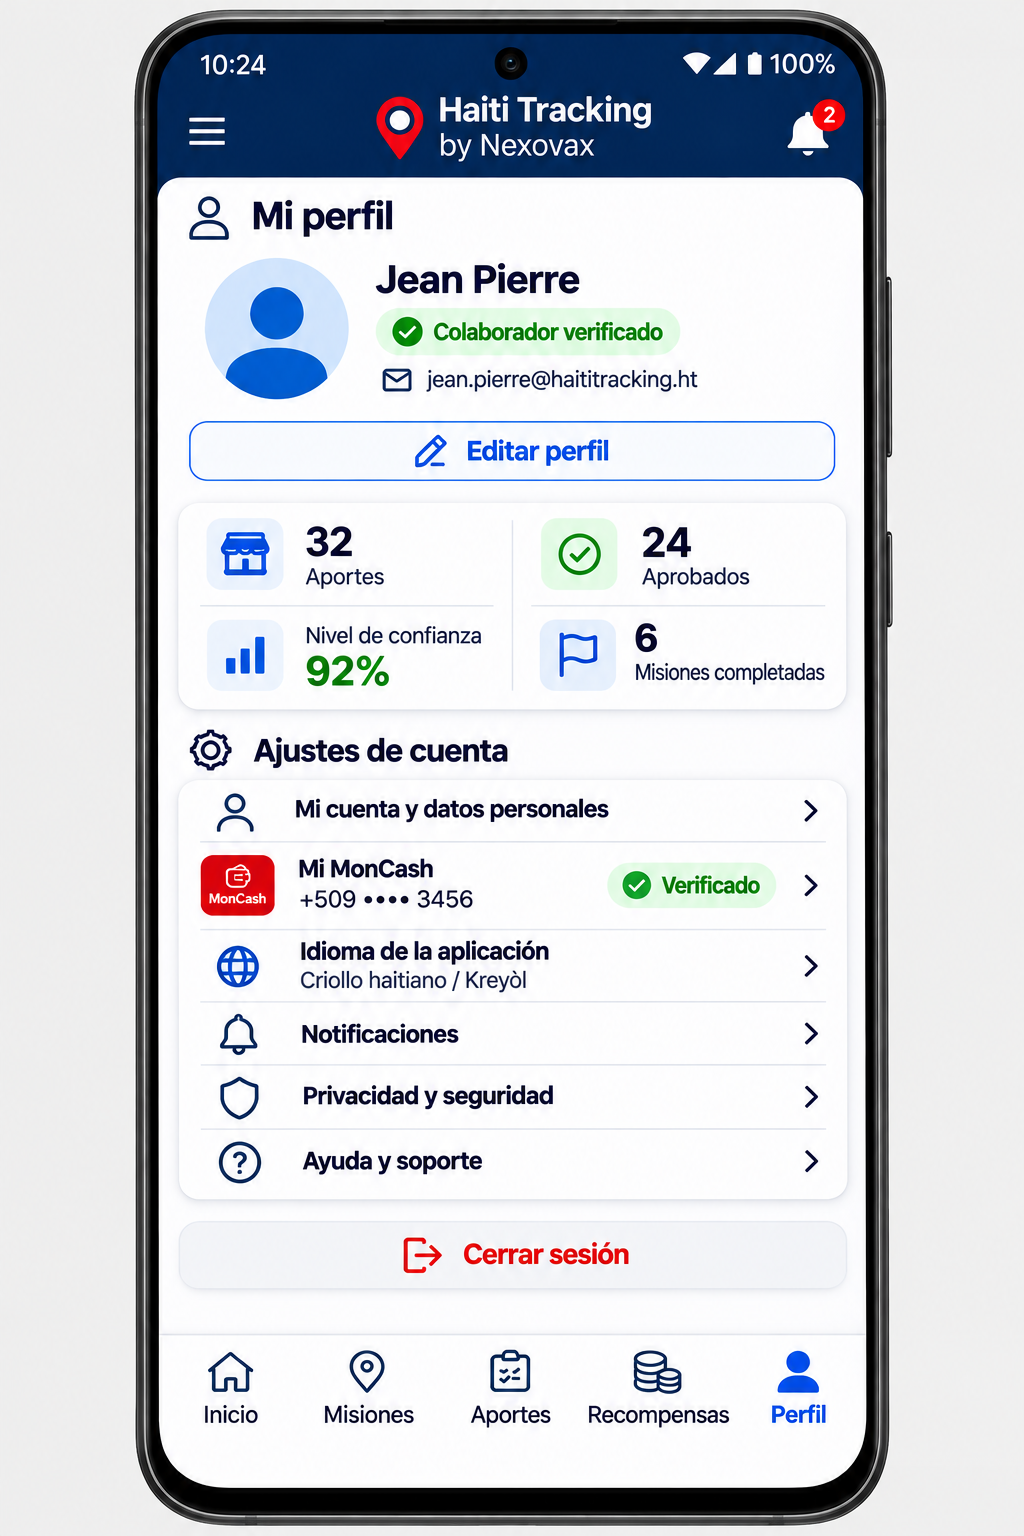 10:24
100%
Haiti Tracking
by Nexovax
2
Mi perfil
Jean Pierre
Colaborador verificado
jean.pierre@haititracking.ht
Editar perfil
32
Aportes
24
Aprobados
Nivel de confianza
92%
6
Misiones completadas
Ajustes de cuenta
Mi cuenta y datos personales
MonCash
Mi MonCash
+509 •••• 3456
Verificado
Idioma de la aplicación
Criollo haitiano / Kreyòl
Notificaciones
Privacidad y seguridad
Ayuda y soporte
Cerrar sesión
Inicio
Misiones
Aportes
Recompensas
Perfil